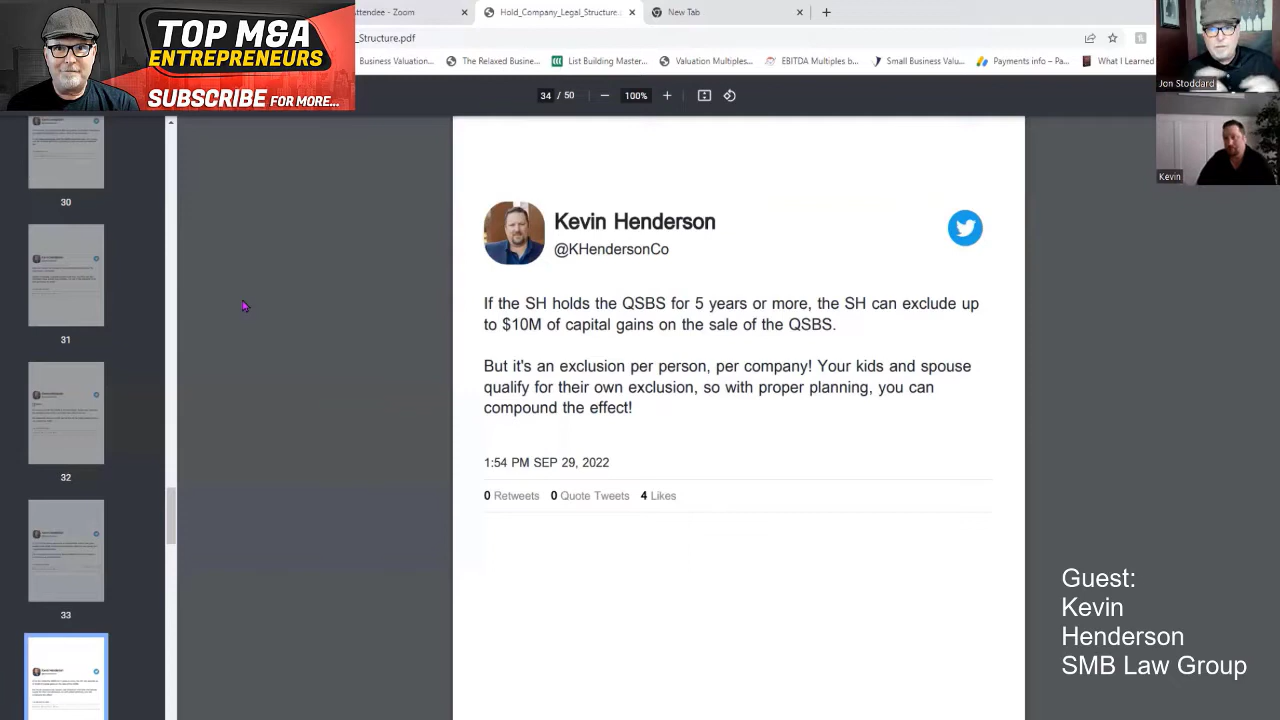 TOP M&A
ENTREPRENEURS
SUBSCRIBE FOR MORE...
ttendee - Zoom
Hold_Company_Legal_Structure.
New Tab
_Structure.pdf
Business Valuation...
The Relaxed Busine...
List Building Master...
Valuation Multiples...
EBITDA Multiples b...
Small Business Valu...
Payments info – Pa...
What I Learned
34 / 50
100%
Jon Stoddard
Kevin
30
31
32
33
Kevin Henderson
@KHendersonCo
If the SH holds the QSBS for 5 years or more, the SH can exclude up
to $10M of capital gains on the sale of the QSBS.
But it's an exclusion per person, per company! Your kids and spouse
qualify for their own exclusion, so with proper planning, you can
compound the effect!
1:54 PM SEP 29, 2022
0 Retweets 0 Quote Tweets 4 Likes
Guest:
Kevin
Henderson
SMB Law Group